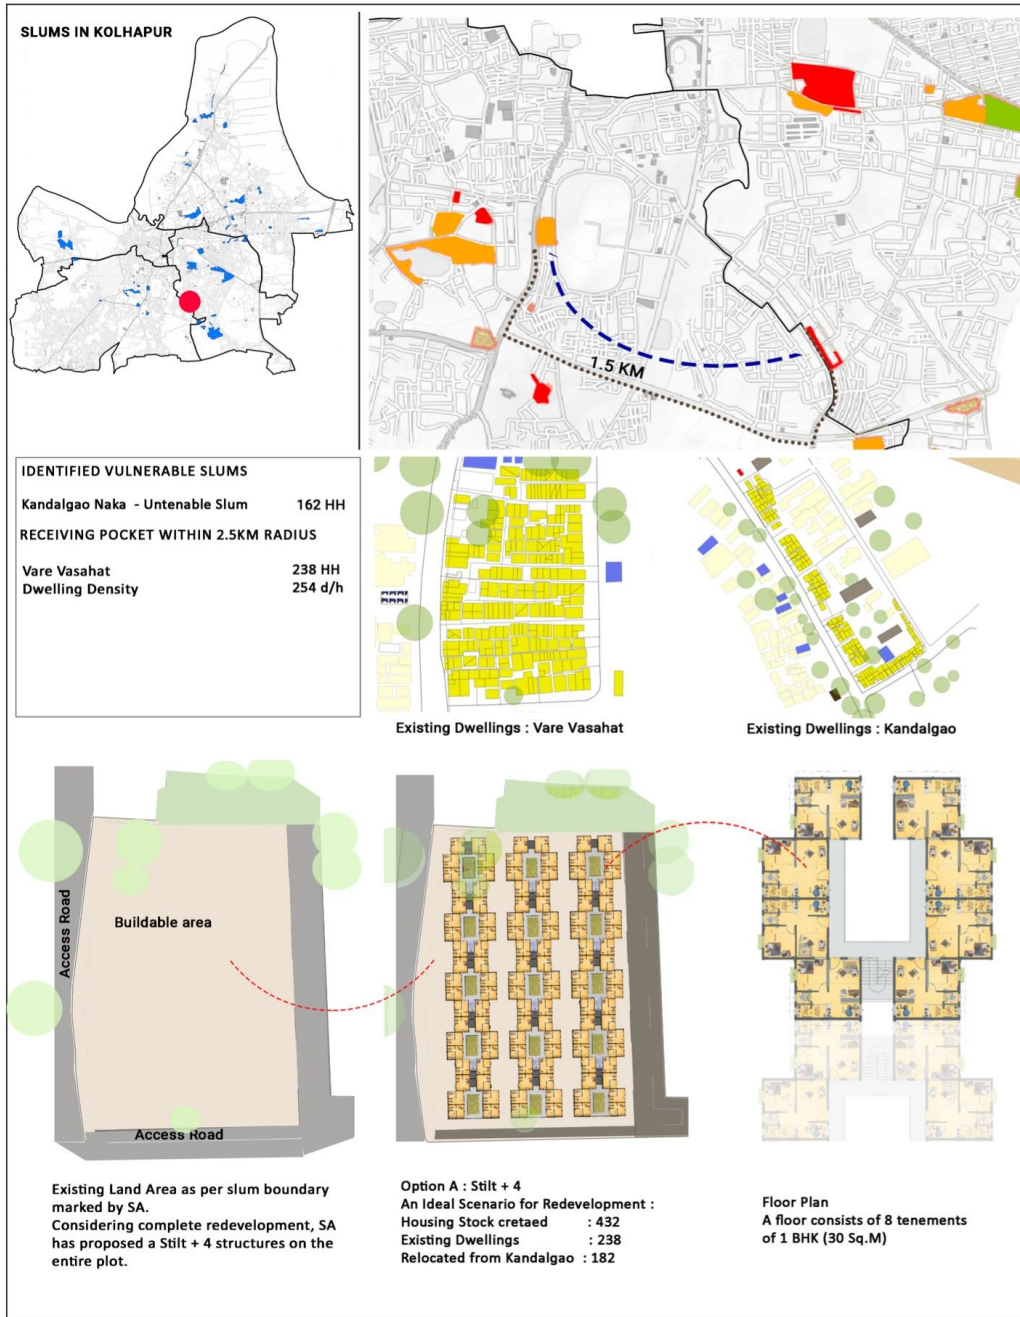 SLUMS IN KOLHAPUR
1.5 KM
IDENTIFIED VULNERABLE SLUMS
Kandalgao Naka - Untenable Slum 162 HH
RECEIVING POCKET WITHIN 2.5KM RADIUS
Vare Vasahat 238 HH
Dwelling Density 254 d/h
Existing Dwellings : Vare Vasahat
Existing Dwellings : Kandalgao
Access Road
Buildable area
Access Road
Existing Land Area as per slum boundary
marked by SA.
Considering complete redevelopment, SA
has proposed a Stilt + 4 structures on the
entire plot.
Option A : Stilt + 4
An Ideal Scenario for Redevelopment :
Housing Stock cretaed : 432
Existing Dwellings : 238
Relocated from Kandalgao : 182
Floor Plan
A floor consists of 8 tenements
of 1 BHK (30 Sq.M)